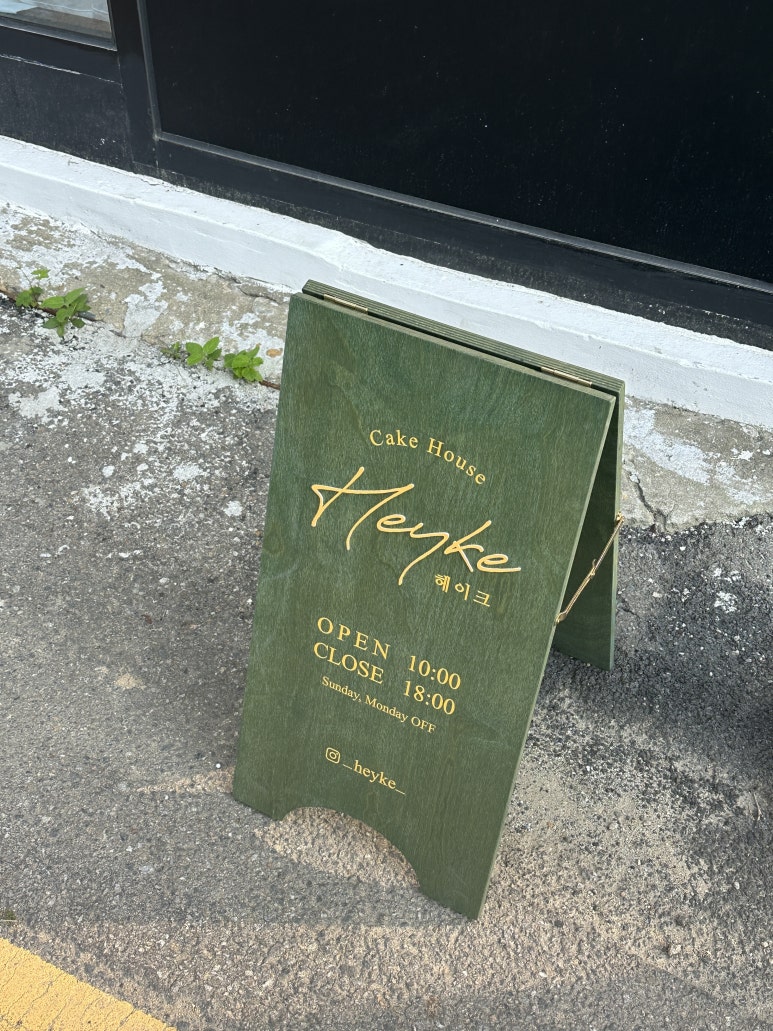 Cake House
Heyke
헤이크
OPEN 10:00
CLOSE 18:00
Sunday, Monday OFF
_heyke_